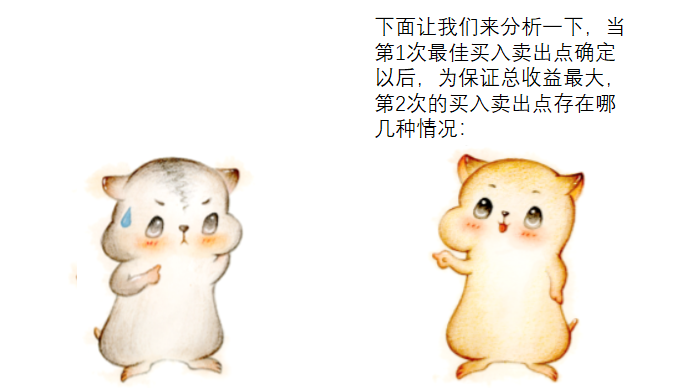 下面让我们来分析一下，当
第1次最佳买入卖出点确定
以后，为保证总收益最大，
第2次的买入卖出点存在哪
几种情况：